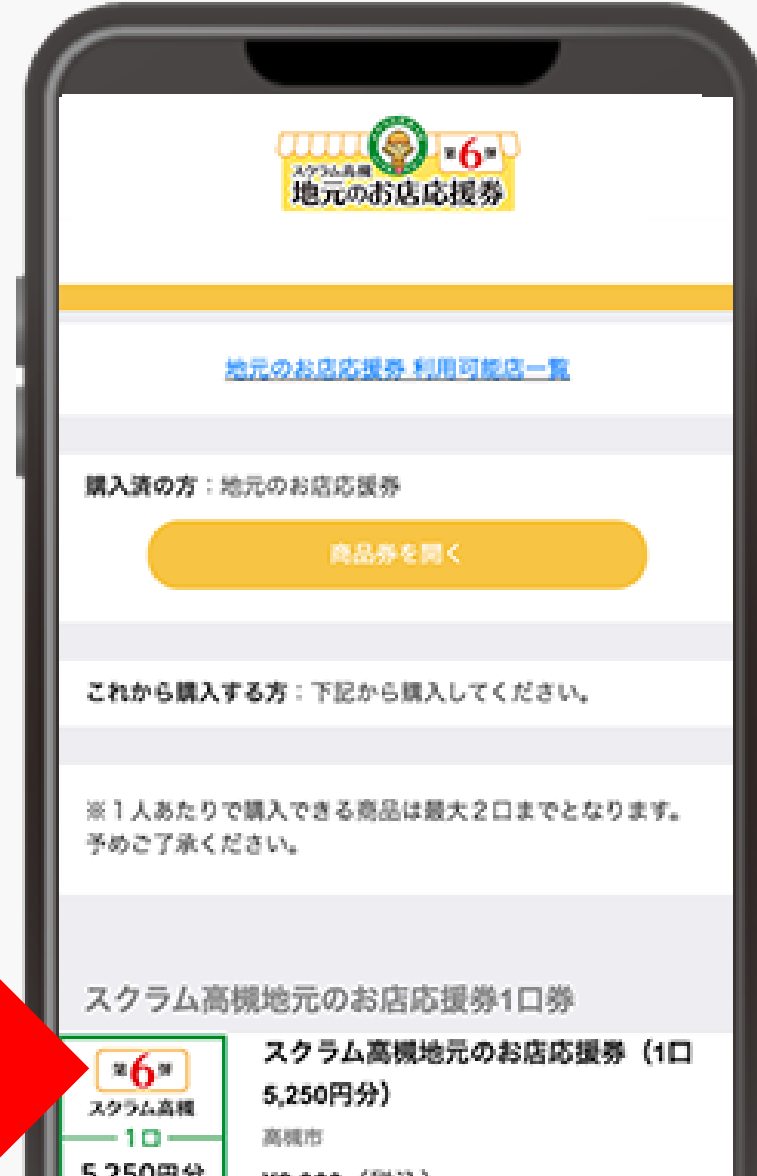 第6弾
スクラム高槻
地元のお店応援券
地元のお店応援券 利用可能店一覧
購入済の方：地元のお店応援券
商品券を開く
これから購入する方：下記から購入してください。
※１人あたりで購入できる商品は最大２口までとなります。
予めご了承ください。
スクラム高槻地元のお店応援券1口券
第6弾
スクラム高槻
1口
5,250円分
スクラム高槻地元のお店応援券（1口
5,250円分）
高槻市